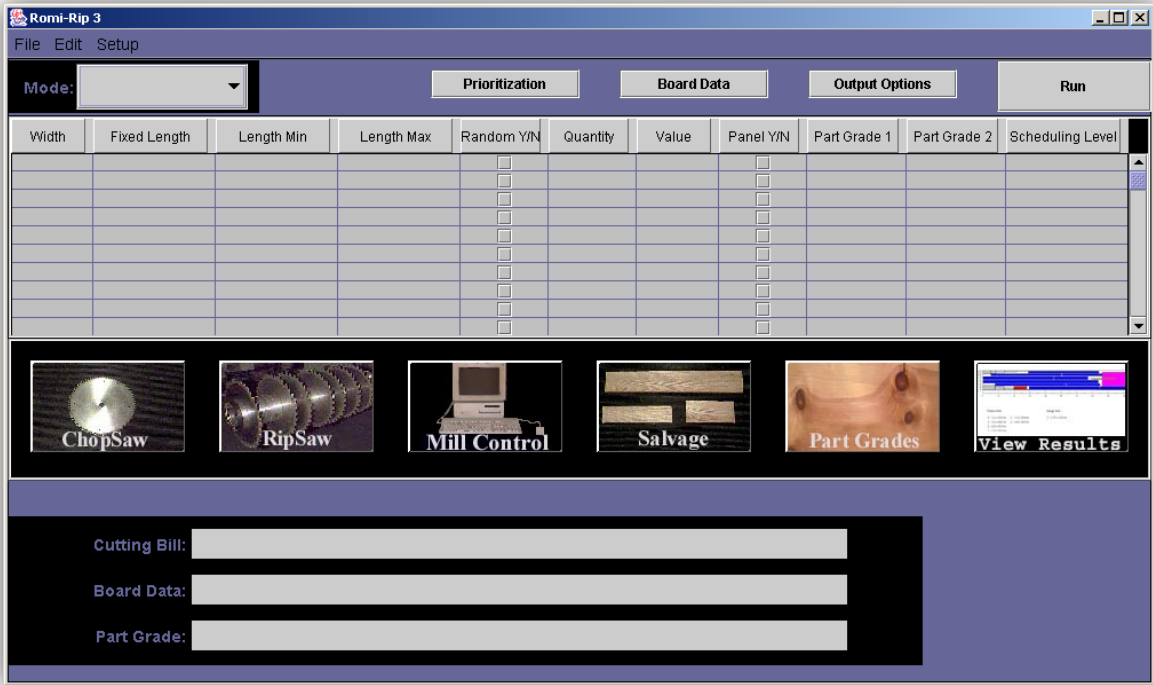 Romi-Rip 3
File Edit Setup
Mode: Prioritization Board Data Output Options Run
Width Fixed Length Length Min Length Max Random Y/N Quantity Value Panel Y/N Part Grade 1 Part Grade 2 Scheduling Level
ChopSaw RipSaw Mill Control Salvage Part Grades View Results
Cutting Bill:
Board Data:
Part Grade: